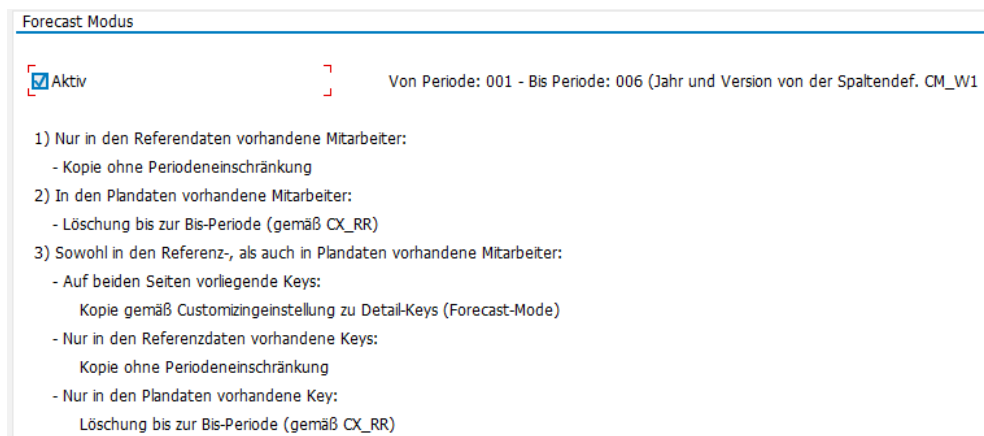 Forecast Modus
Aktiv Von Periode: 001 - Bis Periode: 006 (Jahr und Version von der Spaltendef. CM_W1
1) Nur in den Referendaten vorhandene Mitarbeiter:
- Kopie ohne Periodeneinschränkung
2) In den Plandaten vorhandene Mitarbeiter:
- Löschung bis zur Bis-Periode (gemäß CX_RR)
3) Sowohl in den Referenz-, als auch in Plandaten vorhandene Mitarbeiter:
- Auf beiden Seiten vorliegende Keys:
Kopie gemäß Customizingeinstellung zu Detail-Keys (Forecast-Mode)
- Nur in den Referenzdaten vorhandene Keys:
Kopie ohne Periodeneinschränkung
- Nur in den Plandaten vorhandene Key:
Löschung bis zur Bis-Periode (gemäß CX_RR)